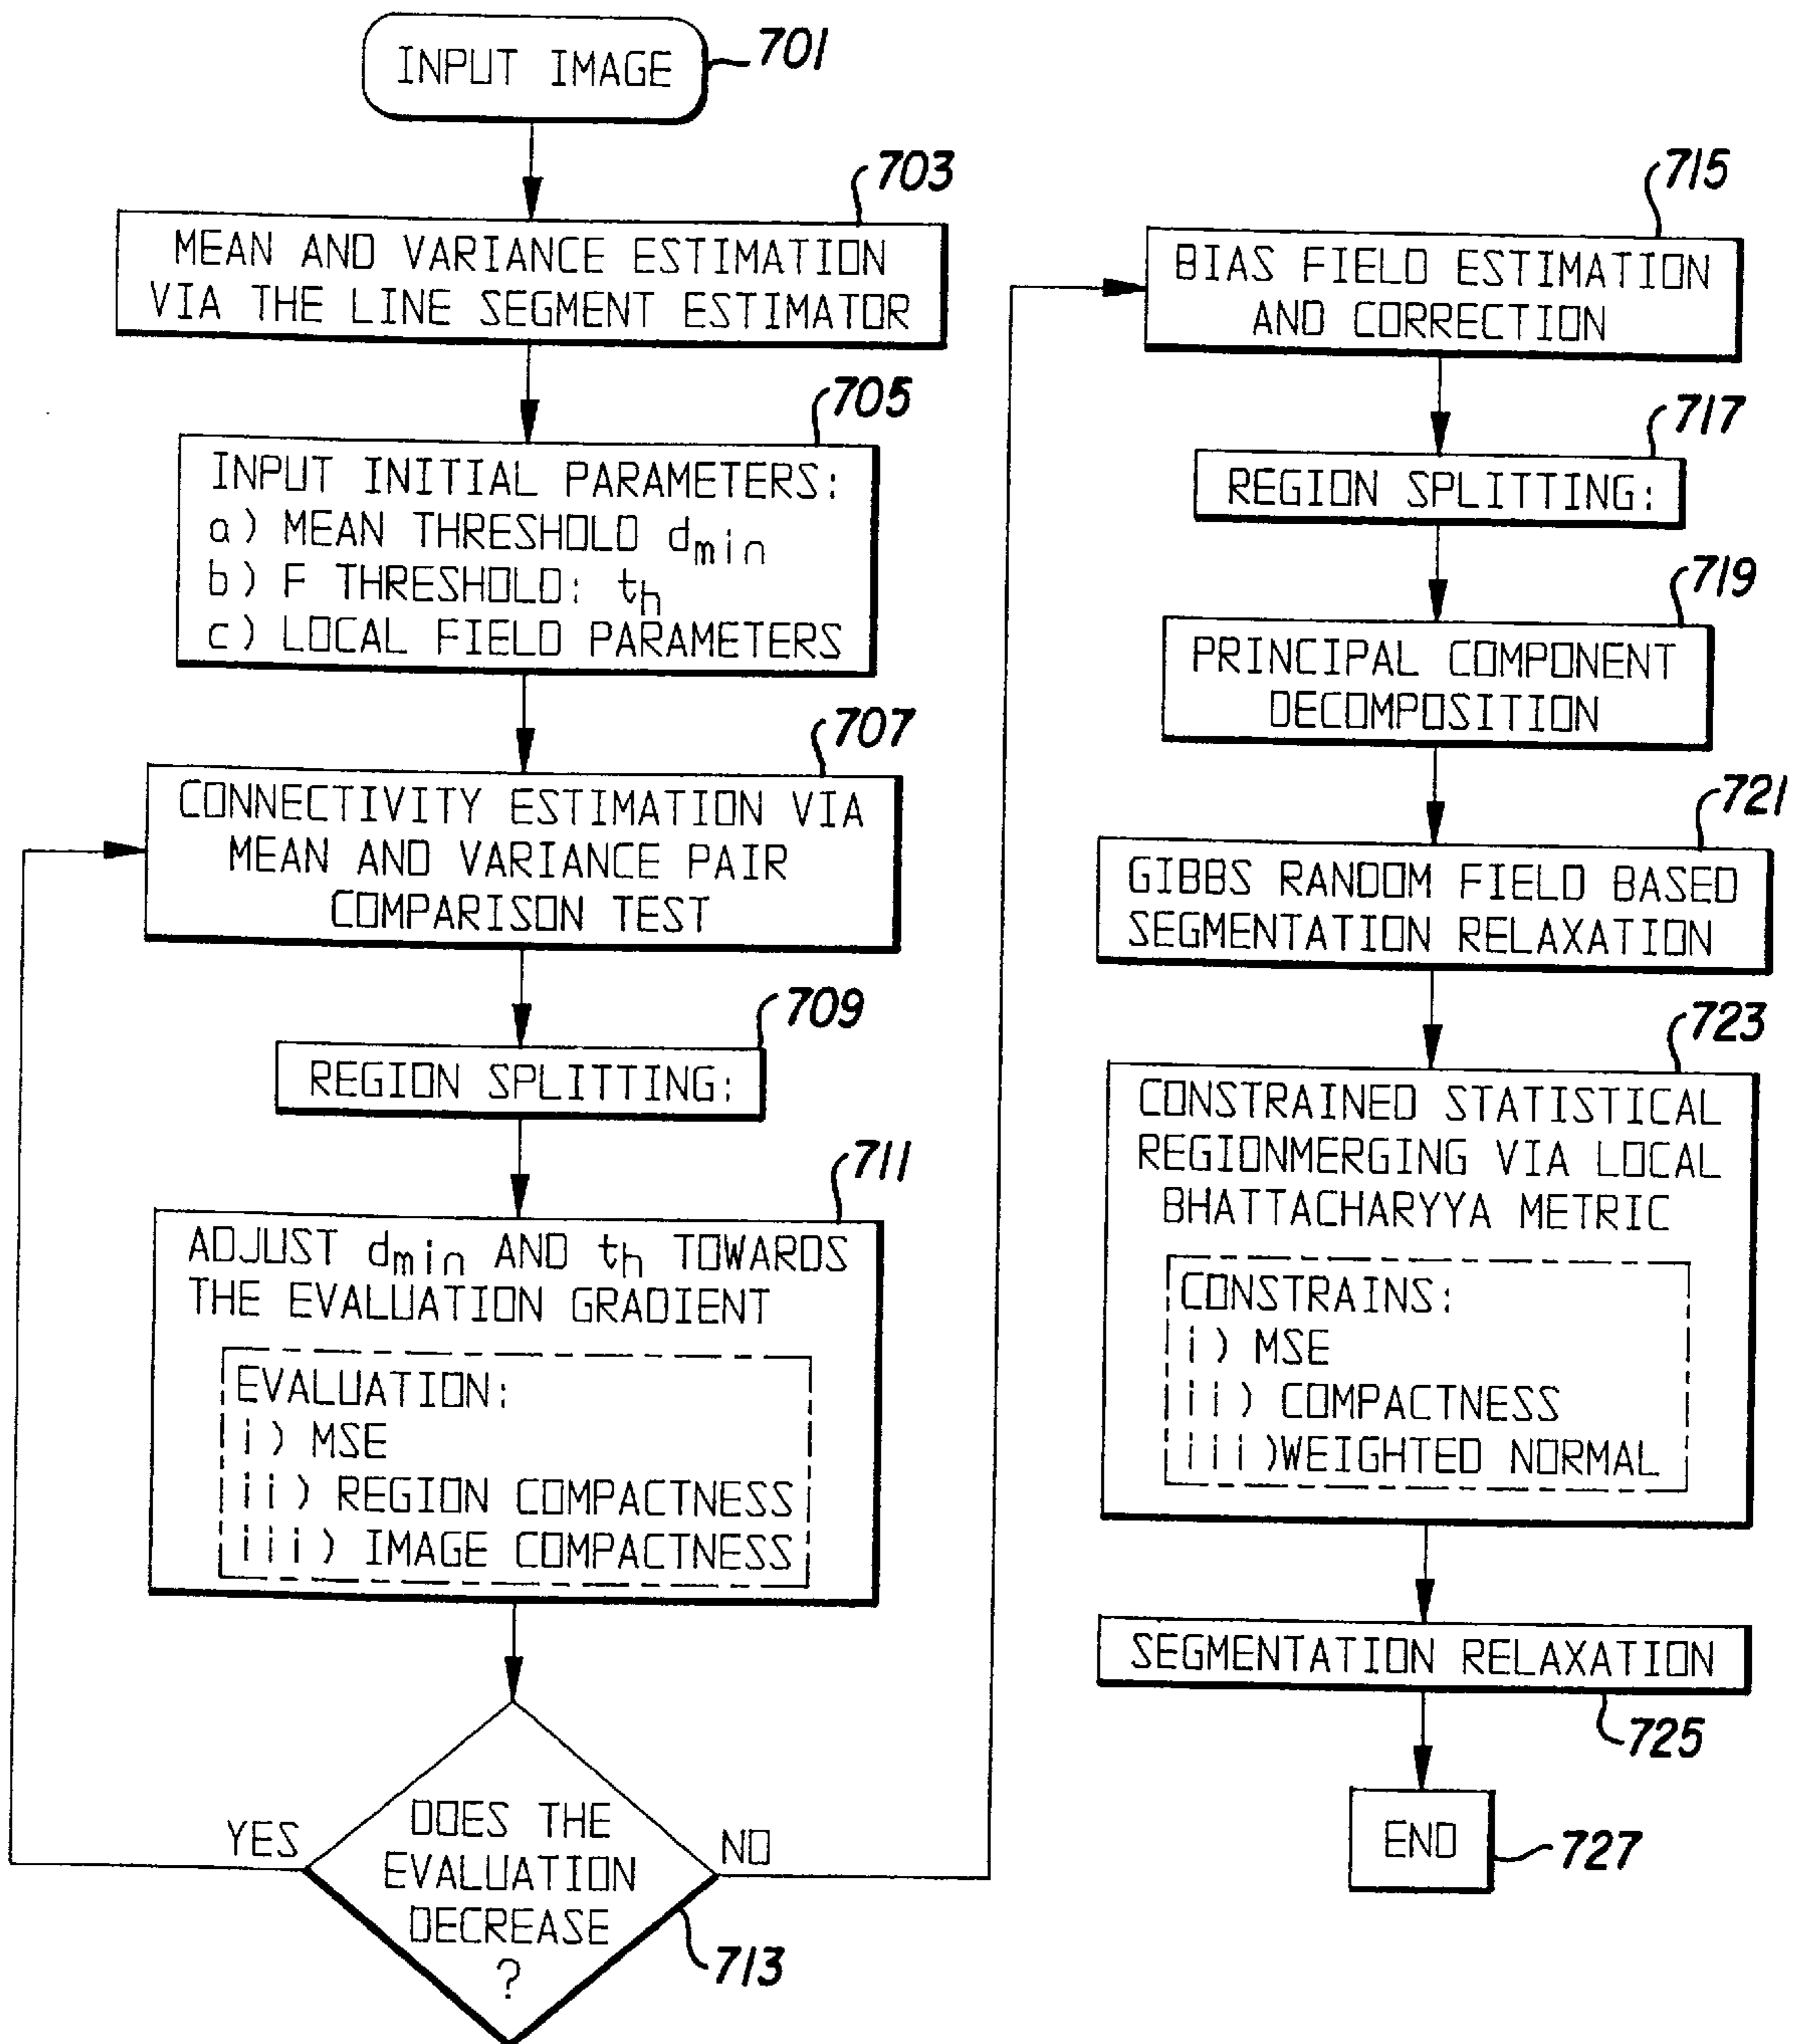 INPUT IMAGE
701
703
MEAN AND VARIANCE ESTIMATION
VIA THE LINE SEGMENT ESTIMATOR
705
INPUT INITIAL PARAMETERS:
a) MEAN THRESHOLD dmin
b) F THRESHOLD: th
c) LOCAL FIELD PARAMETERS
707
CONNECTIVITY ESTIMATION VIA
MEAN AND VARIANCE PAIR
COMPARISON TEST
709
REGION SPLITTING:
711
ADJUST dmin AND th TOWARDS
THE EVALUATION GRADIENT
EVALUATION:
i) MSE
ii) REGION COMPACTNESS
iii) IMAGE COMPACTNESS
YES
DOES THE
EVALUATION
DECREASE
?
NO
713
715
BIAS FIELD ESTIMATION
AND CORRECTION
717
REGION SPLITTING:
719
PRINCIPAL COMPONENT
DECOMPOSITION
721
GIBBS RANDOM FIELD BASED
SEGMENTATION RELAXATION
723
CONSTRAINED STATISTICAL
REGIONMERGING VIA LOCAL
BHATTACHARYYA METRIC
CONSTRAINS:
i) MSE
ii) COMPACTNESS
iii)WEIGHTED NORMAL
SEGMENTATION RELAXATION
725
END
727